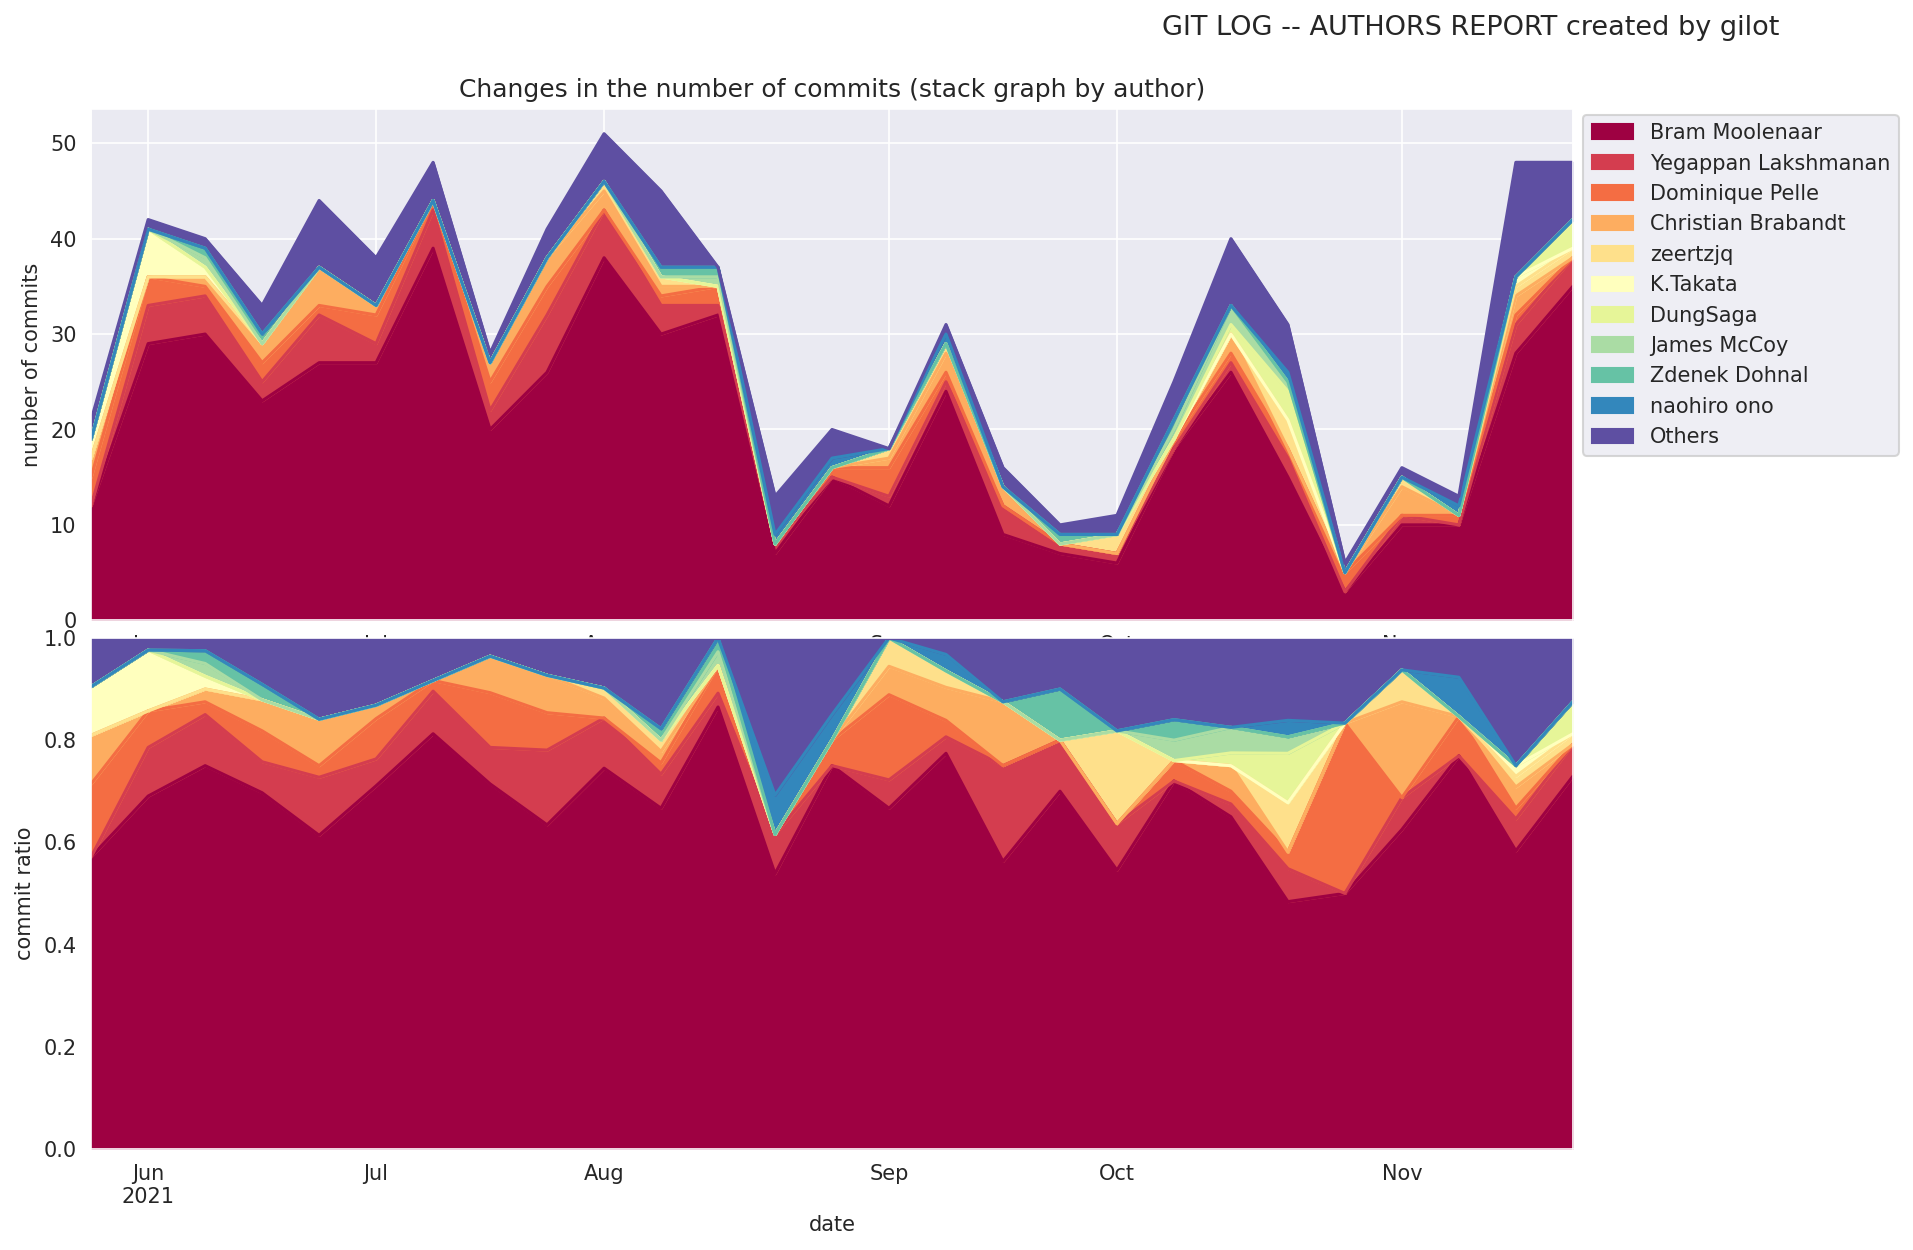 GIT LOG -- AUTHORS REPORT created by gilot
Changes in the number of commits (stack graph by author)
50
40
30
20
10
0
number of commits
Bram Moolenaar
Yegappan Lakshmanan
Dominique Pelle
Christian Brabandt
zeertzjq
K.Takata
DungSaga
James McCoy
Zdenek Dohnal
naohiro ono
Others
1.0
0.8
0.6
0.4
0.2
0.0
commit ratio
Jun Jul Aug Sep Oct Nov
2021
date